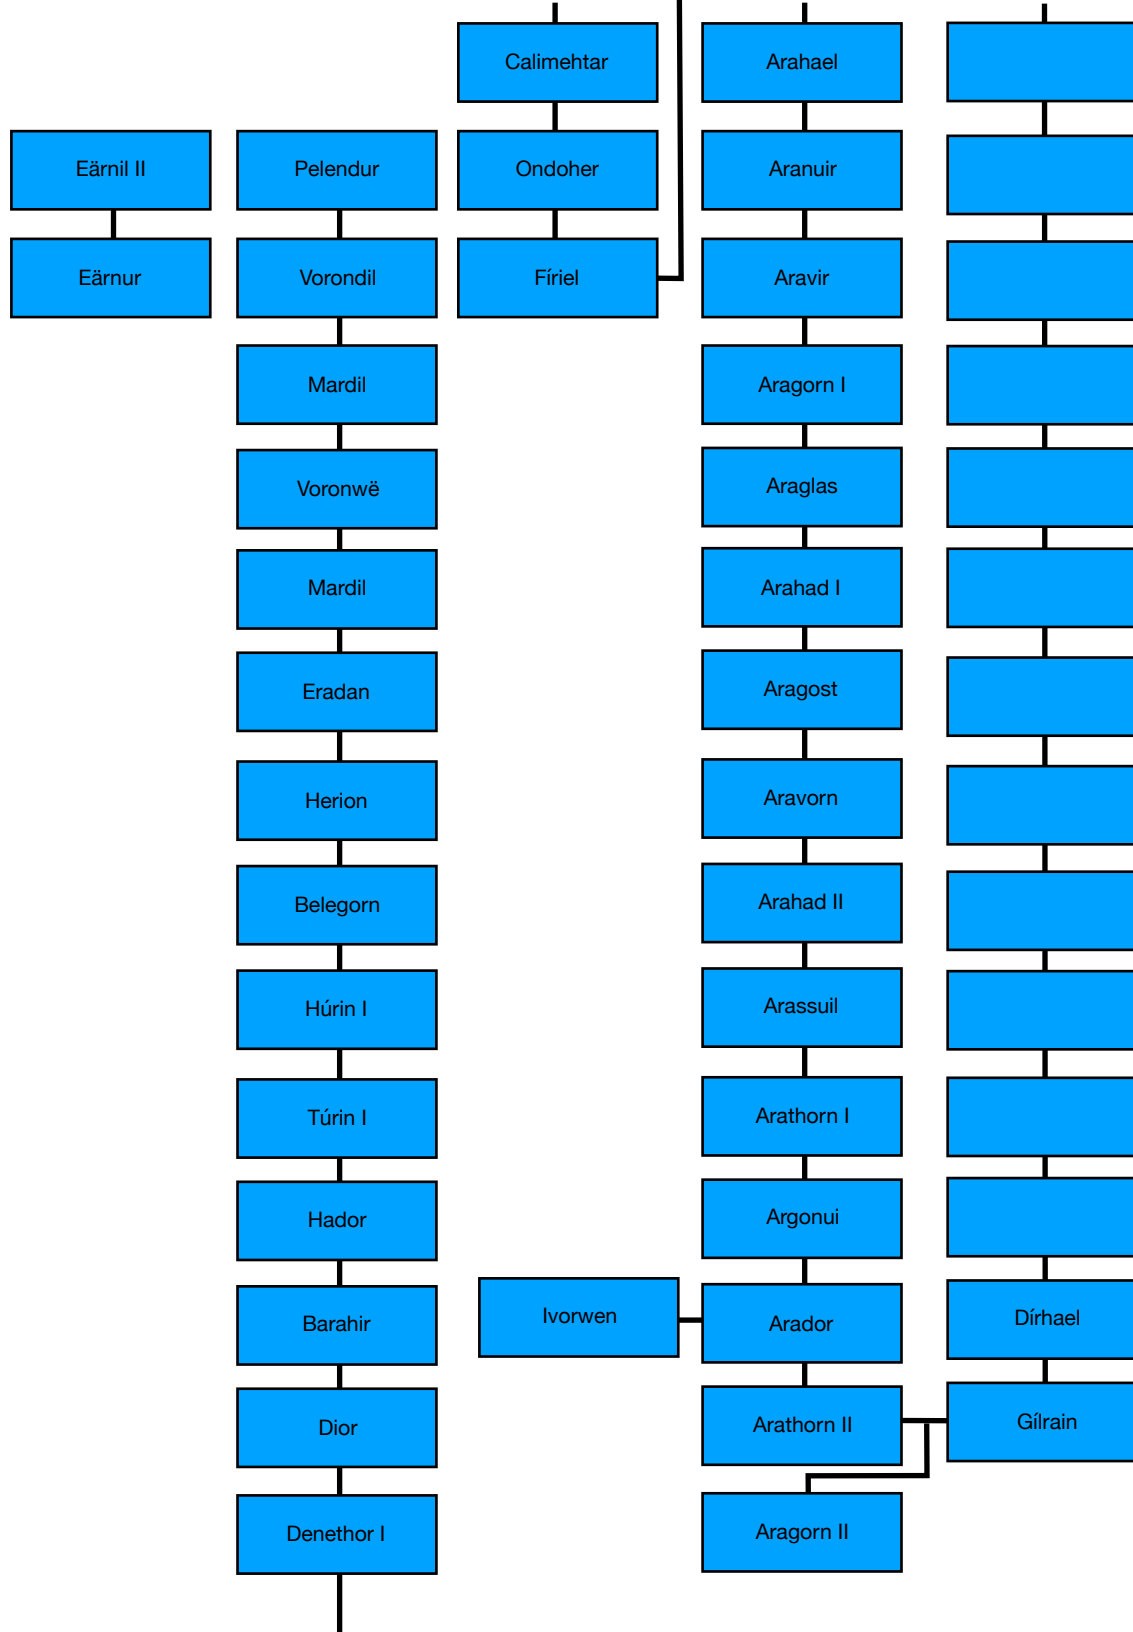 Calimehtar
Arahael
Eärnil II
Pelendur
Ondoher
Aranuir
Eärnur
Vorondil
Fíriel
Aravir
Mardil
Aragorn I
Voronwë
Araglas
Mardil
Arahad I
Eradan
Aragost
Herion
Aravorn
Belegorn
Arahad II
Húrin I
Arassuil
Túrin I
Arathorn I
Hador
Argonui
Barahir
Ivorwen
Arador
Dírhael
Dior
Arathorn II
Gílrain
Denethor I
Aragorn II